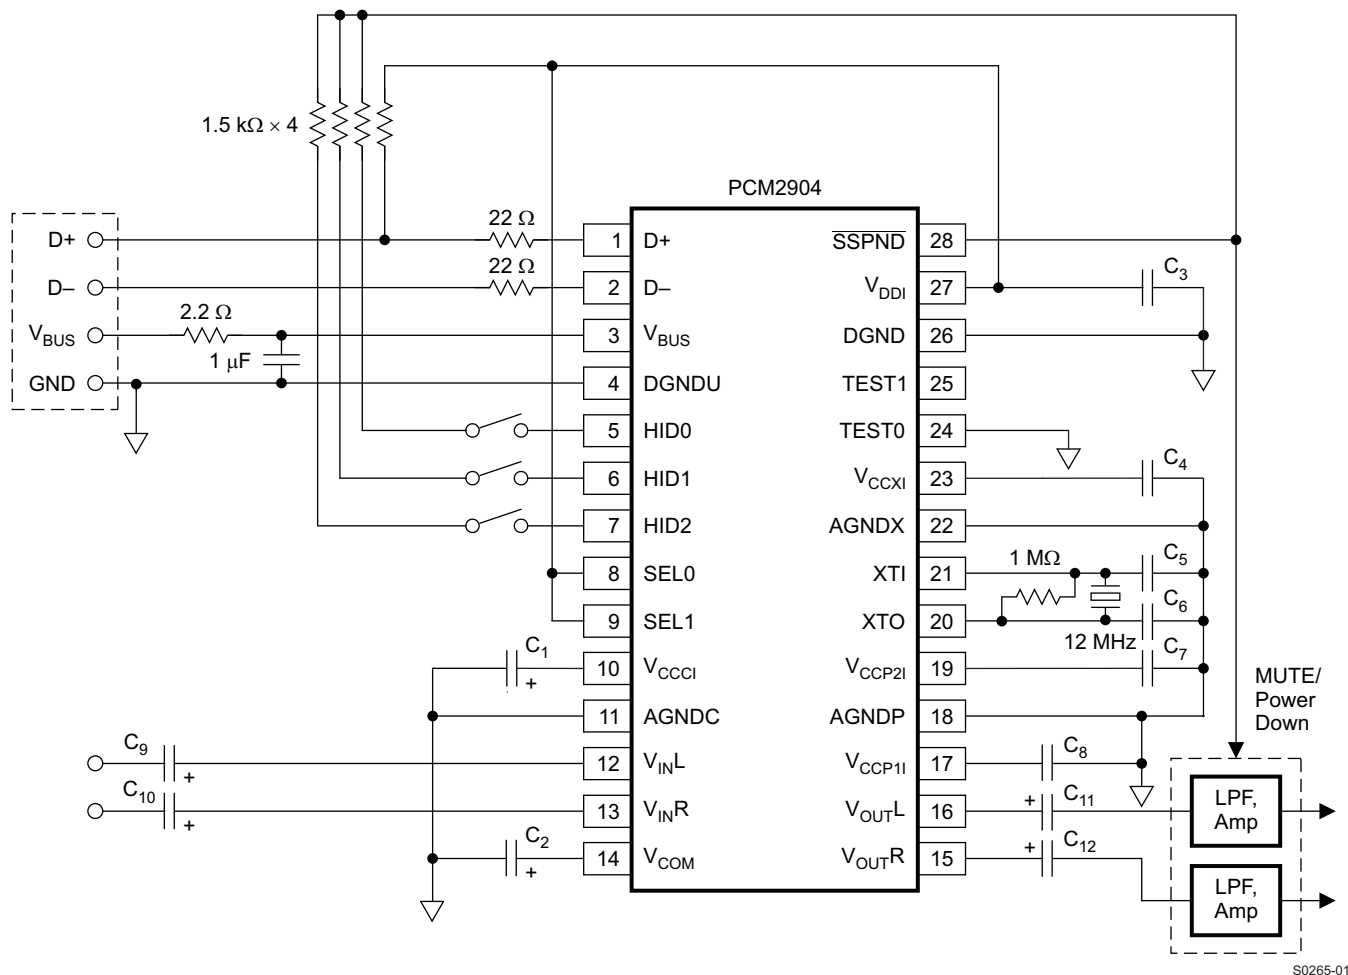 1.5 kΩ × 4
PCM2904
D+
22 Ω
1
D+
SSPND
28
D–
22 Ω
2
D–
VDDI
27
C3
VBUS
2.2 Ω
3
VBUS
DGND
26
1 μF
GND
4
DGNDU
TEST1
25
5
HID0
TEST0
24
6
HID1
VCCXI
23
C4
7
HID2
AGNDX
22
8
SEL0
XTI
21
1 MΩ
C5
9
SEL1
XTO
20
12 MHz
C6
C1
+
10
VCCCI
VCCP2I
19
C7
11
AGNDC
AGNDP
18
MUTE/
Power
Down
C9
+
12
VINL
VCCP1I
17
C8
C10
+
13
VINR
VOUTL
16
+
C11
LPF,
Amp
C2
+
14
VCOM
VOUTR
15
+
C12
LPF,
Amp
S0265-01